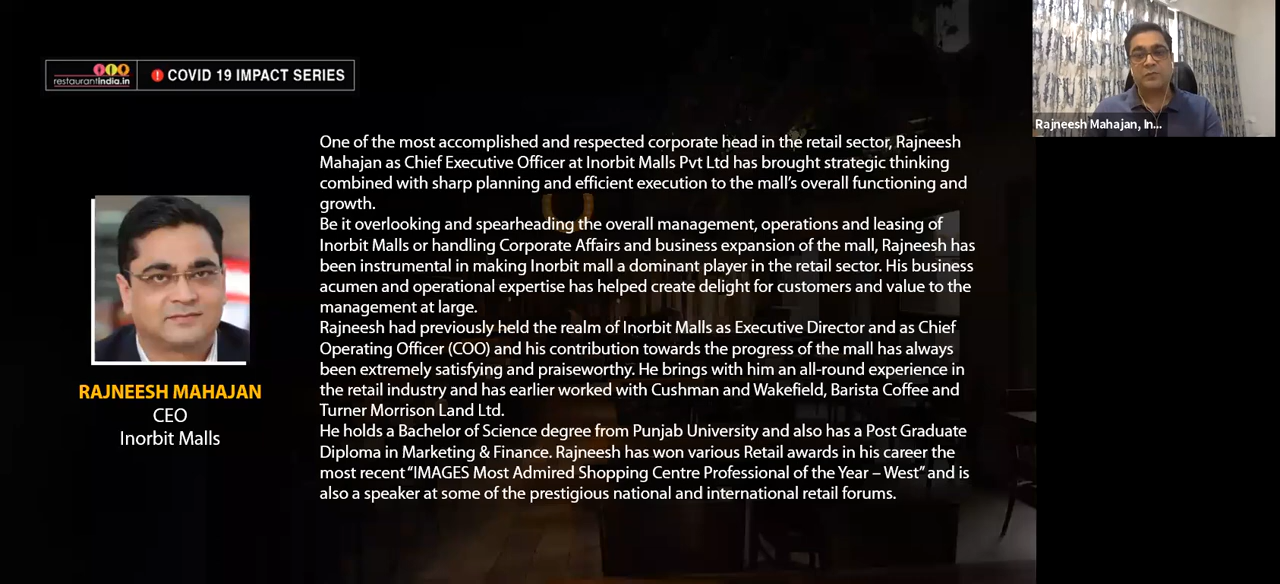 restaurantindia.in
! COVID 19 IMPACT SERIES
One of the most accomplished and respected corporate head in the retail sector, Rajneesh
Mahajan as Chief Executive Officer at Inorbit Malls Pvt Ltd has brought strategic thinking
combined with sharp planning and efficient execution to the mall's overall functioning and
growth.
Be it overlooking and spearheading the overall management, operations and leasing of
Inorbit Malls or handling Corporate Affairs and business expansion of the mall, Rajneesh has
been instrumental in making Inorbit mall a dominant player in the retail sector. His business
acumen and operational expertise has helped create delight for customers and value to the
management at large.
Rajneesh had previously held the realm of Inorbit Malls as Executive Director and as Chief
Operating Officer (COO) and his contribution towards the progress of the mall has always
been extremely satisfying and praiseworthy. He brings with him an all-round experience in
the retail industry and has earlier worked with Cushman and Wakefield, Barista Coffee and
Turner Morrison Land Ltd.
He holds a Bachelor of Science degree from Punjab University and also has a Post Graduate
Diploma in Marketing & Finance. Rajneesh has won various Retail awards in his career the
most recent “IMAGES Most Admired Shopping Centre Professional of the Year – West” and is
also a speaker at some of the prestigious national and international retail forums.
RAJNEESH MAHAJAN
CEO
Inorbit Malls
Rajneesh Mahajan, In...